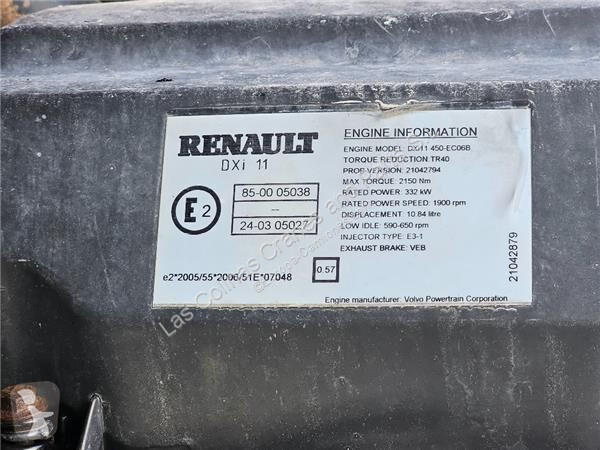 RENAULT
DXi 11
E2
85-00 05038
--
24-03 05027
e2*2005/55*2006/51E*07048
0.57
ENGINE INFORMATION
ENGINE MODEL: DXI11 450-EC06B
TORQUE REDUCTION: TR40
PROD VERSION: 21042794
MAX TORQUE: 2150 Nm
RATED POWER: 332 kW
RATED POWER SPEED: 1900 rpm
DISPLACEMENT: 10.84 litre
LOW IDLE: 590-650 rpm
INJECTOR TYPE: E3-1
EXHAUST BRAKE: VEB
Engine manufacturer: Volvo Powertrain Corporation
21042879
Las Colinas Cranes